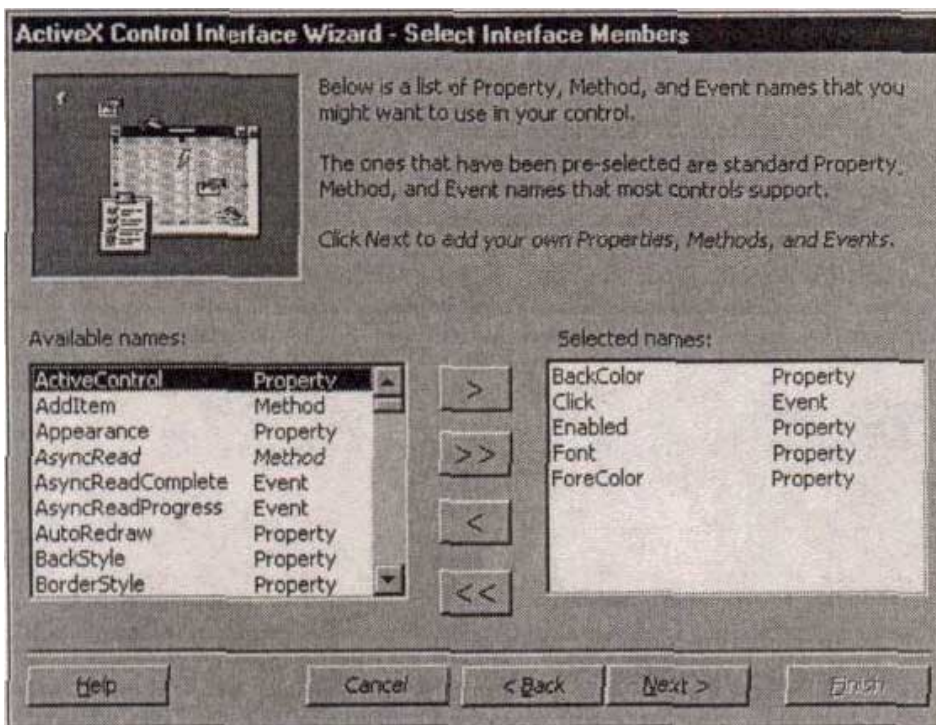 ActiveX Control Interface Wizard - Select Interface Members
Below is a list of Property, Method, and Event names that you
might want to use in your control.
The ones that have been pre-selected are standard Property,
Method, and Event names that most controls support.
Click Next to add your own Properties, Methods, and Events.
Available names:
ActiveControl Property
AddItem Method
Appearance Property
AsyncRead Method
AsyncReadComplete Event
AsyncReadProgress Event
AutoRedraw Property
BackStyle Property
BorderStyle Property
>
>>
<
<<
Selected names:
BackColor Property
Click Event
Enabled Property
Font Property
ForeColor Property
Help Cancel < Back Next > Finish